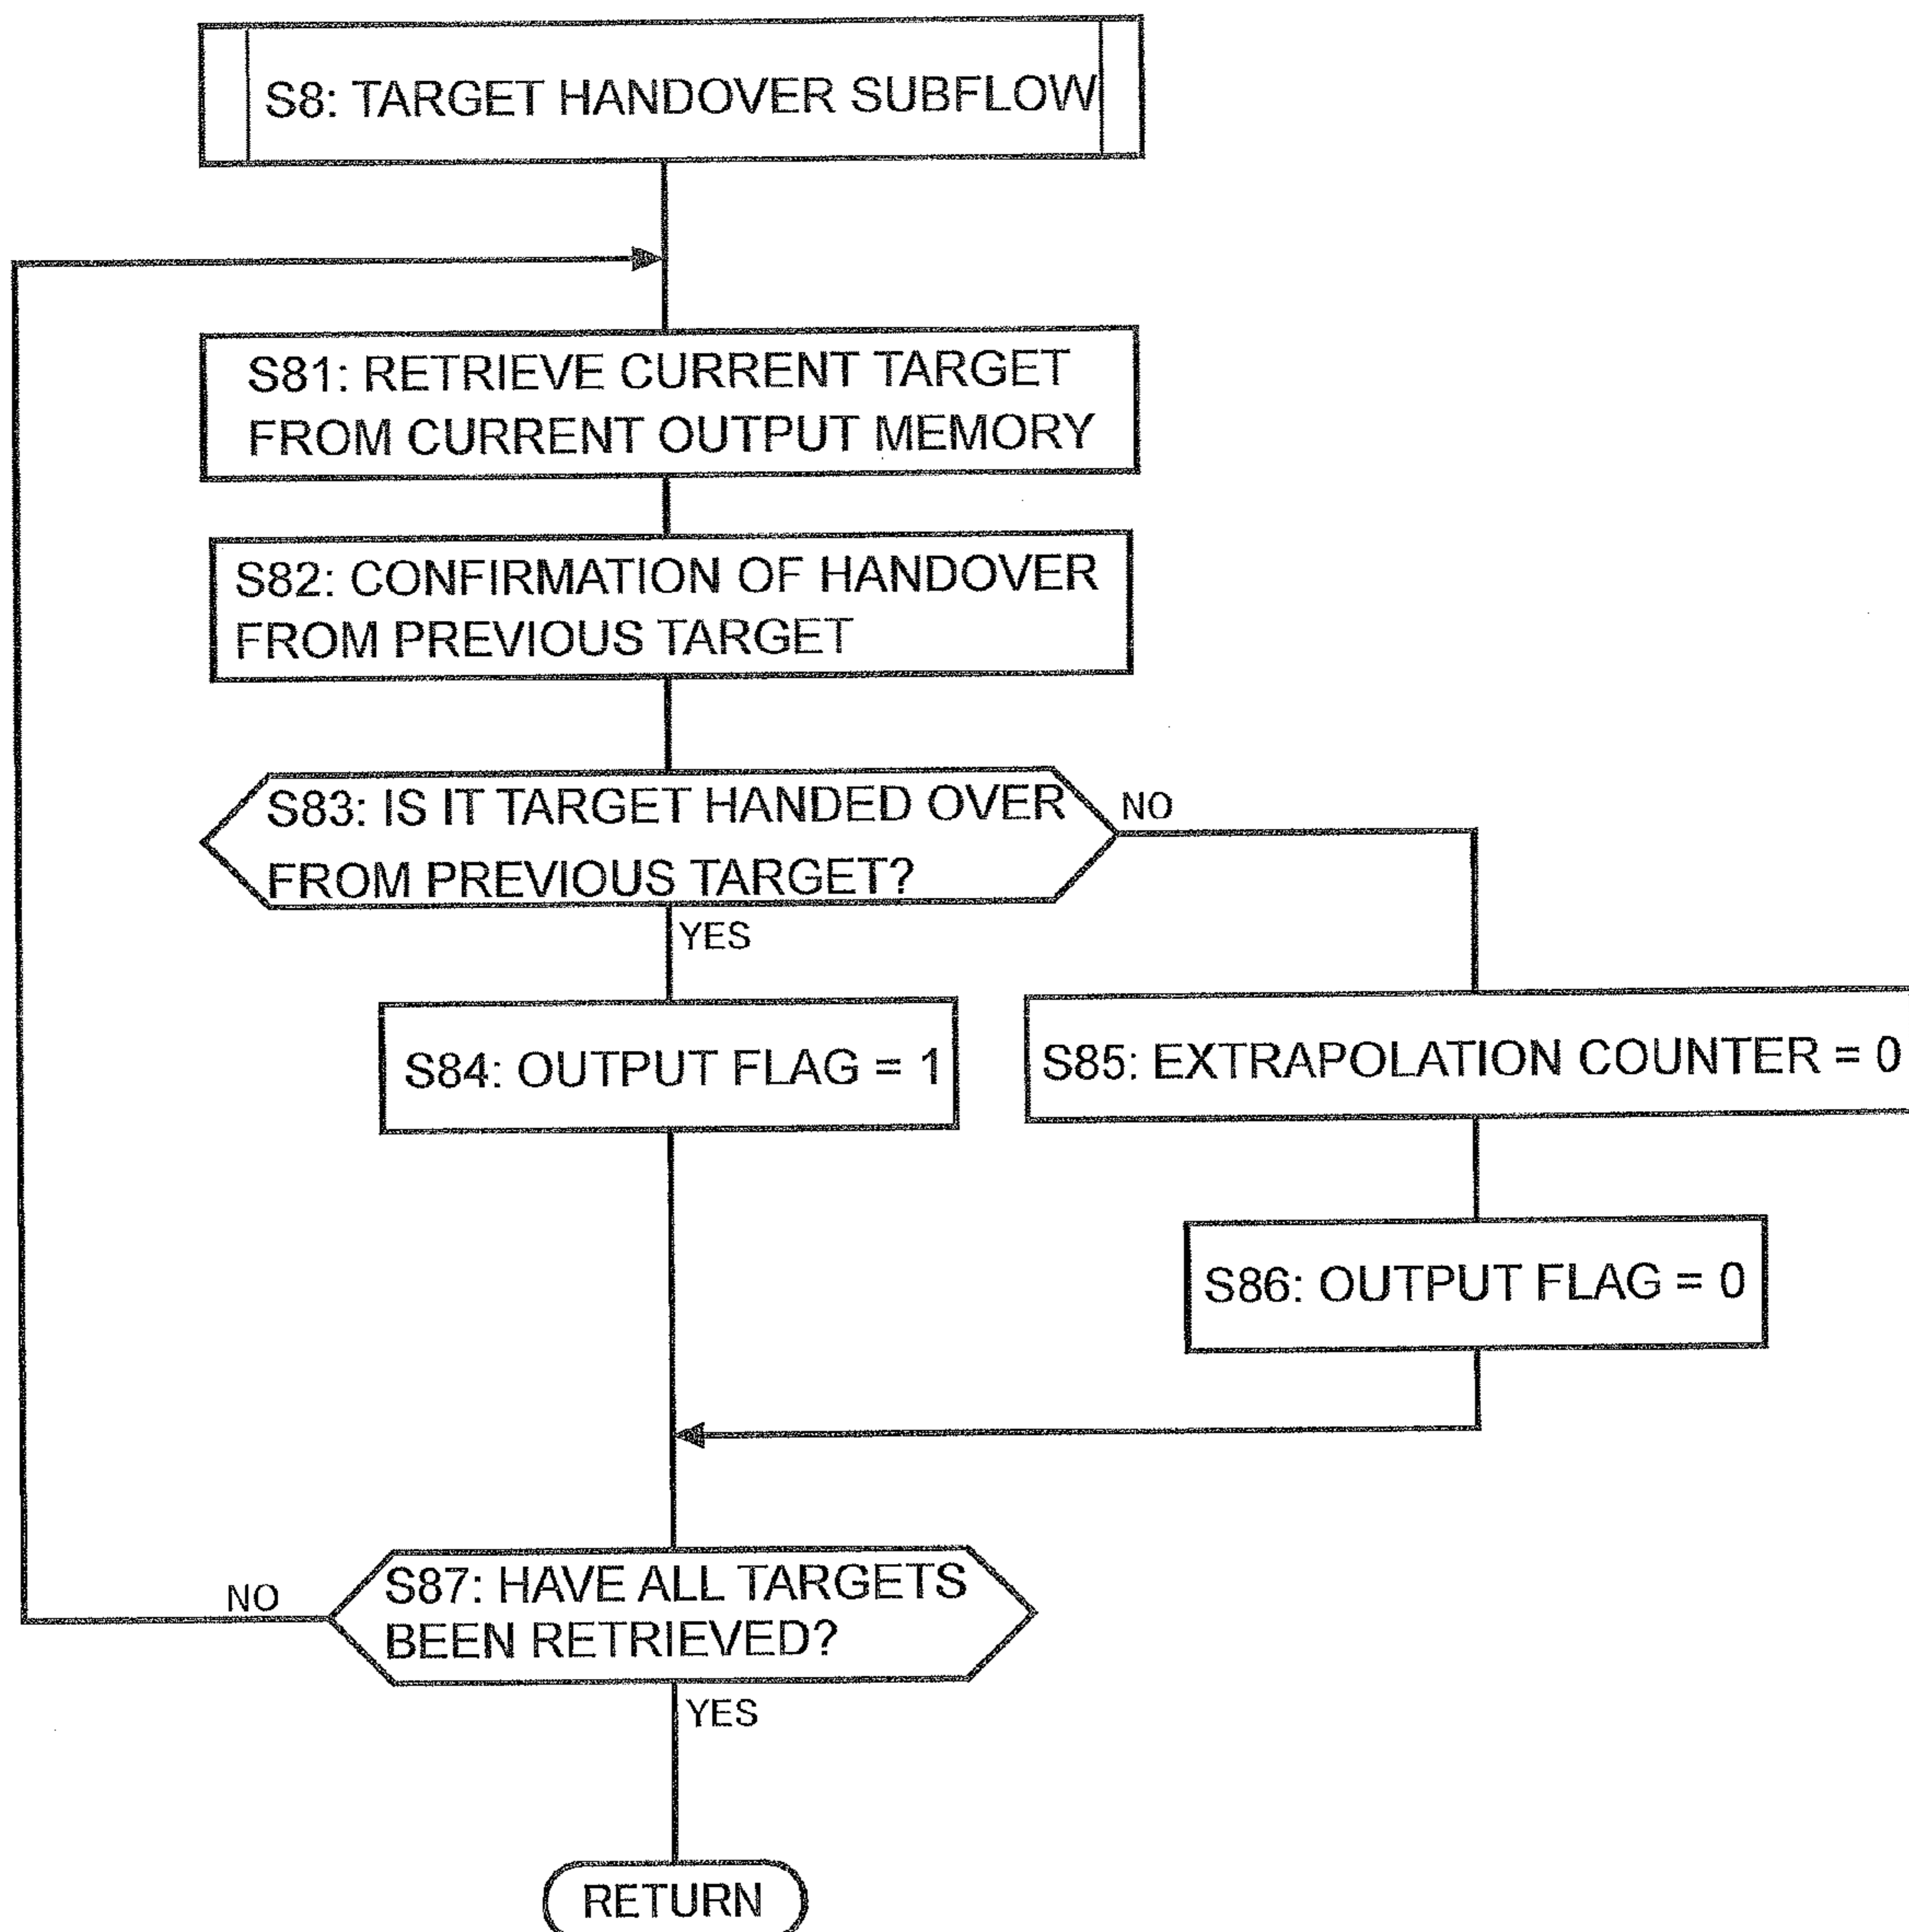 S8: TARGET HANDOVER SUBFLOW
S81: RETRIEVE CURRENT TARGET
FROM CURRENT OUTPUT MEMORY
S82: CONFIRMATION OF HANDOVER
FROM PREVIOUS TARGET
S83: IS IT TARGET HANDED OVER
FROM PREVIOUS TARGET?
NO
YES
S84: OUTPUT FLAG = 1
S85: EXTRAPOLATION COUNTER = 0
S86: OUTPUT FLAG = 0
S87: HAVE ALL TARGETS
BEEN RETRIEVED?
NO
YES
RETURN